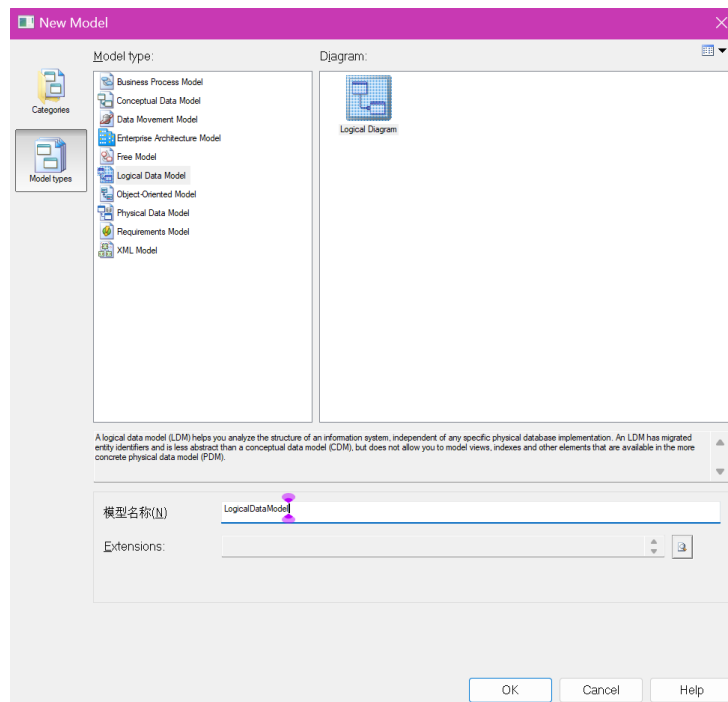 New Model
Model type:
Diagram:
Categories
Model types
Business Process Model
Conceptual Data Model
Data Movement Model
Enterprise Architecture Model
Free Model
Logical Data Model
Object-Oriented Model
Physical Data Model
Requirements Model
XML Model
Logical Diagram
A logical data model (LDM) helps you analyze the structure of an information system, independent of any specific physical database implementation. An LDM has migrated
entity identifiers and is less abstract than a conceptual data model (CDM), but does not allow you to model views, indexes and other elements that are available in the more
concrete physical data model (PDM).
模型名称(N)
LogicalDataModel
Extensions:
OK
Cancel
Help